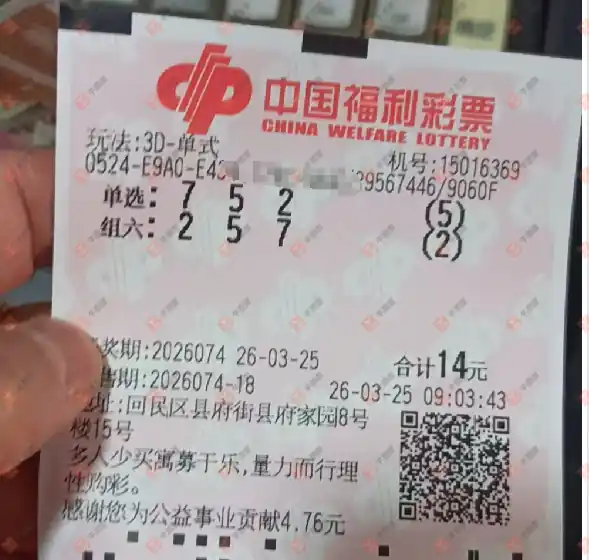 中国福利彩票
CHINA WELFARE LOTTERY
玩法:3D-单式
机号:15016369
0524-E9A0-E4 89567446/9060F
单选: 7 5 2 (5)
组六: 2 5 7 (2)
奖期:2026074 26-03-25 合计14元
售期:2026074-18 26-03-25 09:03:43
址:回民区县府街县府家园8号
楼15号
多人少买寓募于乐,量力而行理
性购彩。
感谢您为公益事业贡献4.76元